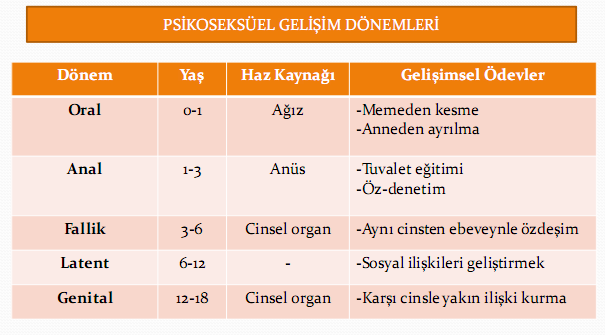 PSİKOSEKSÜEL GELİŞİM DÖNEMLERİ
Dönem Yaş Haz Kaynağı Gelişimsel Ödevler
Oral 0-1 Ağız -Memeden kesme
-Anneden ayrılma
Anal 1-3 Anüs -Tuvalet eğitimi
-Öz-denetim
Fallik 3-6 Cinsel organ -Aynı cinsten ebeveynle özdeşim
Latent 6-12 - -Sosyal ilişkileri geliştirmek
Genital 12-18 Cinsel organ -Karşı cinsle yakın ilişki kurma